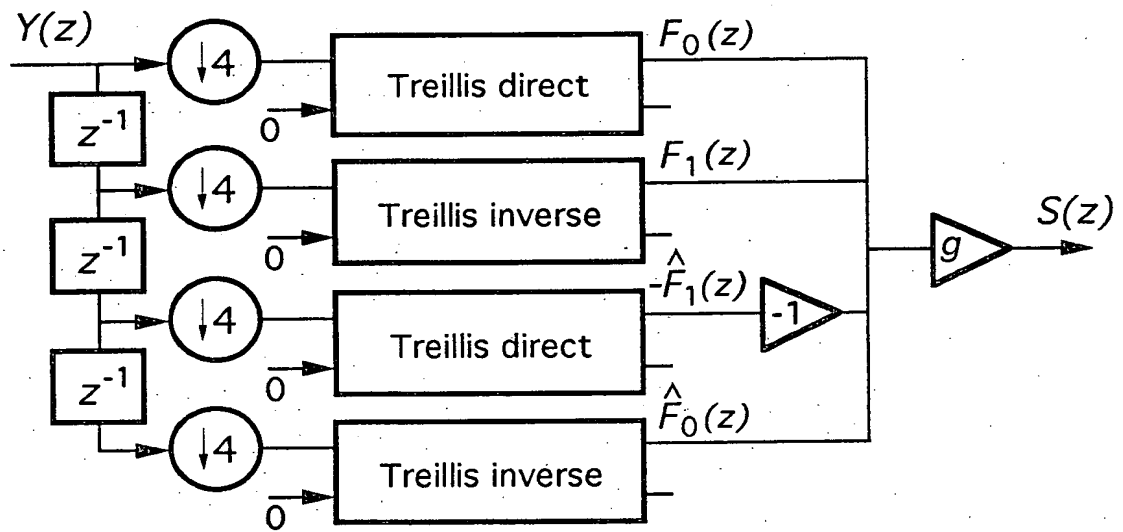 Y(z)
↓4
Treillis direct
F₀(z)
0
z⁻¹
↓4
Treillis inverse
F₁(z)
0
z⁻¹
↓4
Treillis direct
-F̂₁(z)
-1
0
z⁻¹
↓4
Treillis inverse
F̂₀(z)
0
g
S(z)